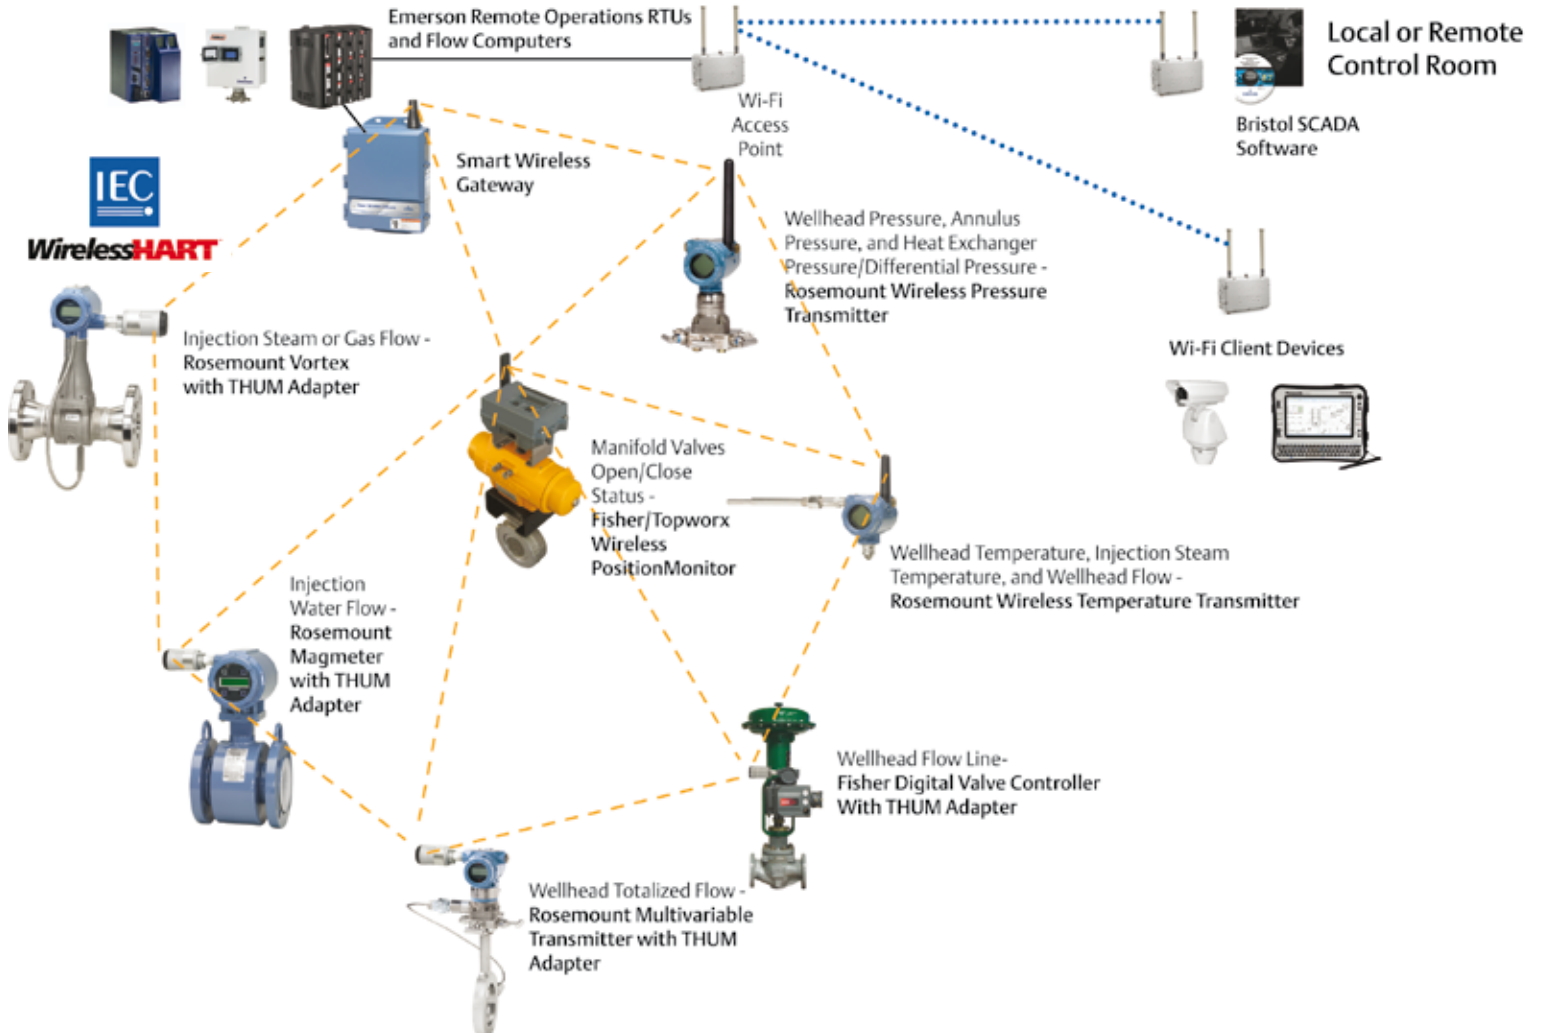 Emerson Remote Operations RTUs
and Flow Computers
Local or Remote
Control Room
Wi-Fi
Access
Point
Bristol SCADA
Software
Smart Wireless
Gateway
IEC
WirelessHART
Wellhead Pressure, Annulus
Pressure, and Heat Exchanger
Pressure/Differential Pressure -
Rosemount Wireless Pressure
Transmitter
Injection Steam or Gas Flow -
Rosemount Vortex
with THUM Adapter
Wi-Fi Client Devices
Manifold Valves
Open/Close
Status -
Fisher/Topworx
Wireless
PositionMonitor
Wellhead Temperature, Injection Steam
Temperature, and Wellhead Flow -
Rosemount Wireless Temperature Transmitter
Injection
Water Flow -
Rosemount
Magmeter
with THUM
Adapter
Wellhead Flow Line-
Fisher Digital Valve Controller
With THUM Adapter
Wellhead Totalized Flow -
Rosemount Multivariable
Transmitter with THUM
Adapter